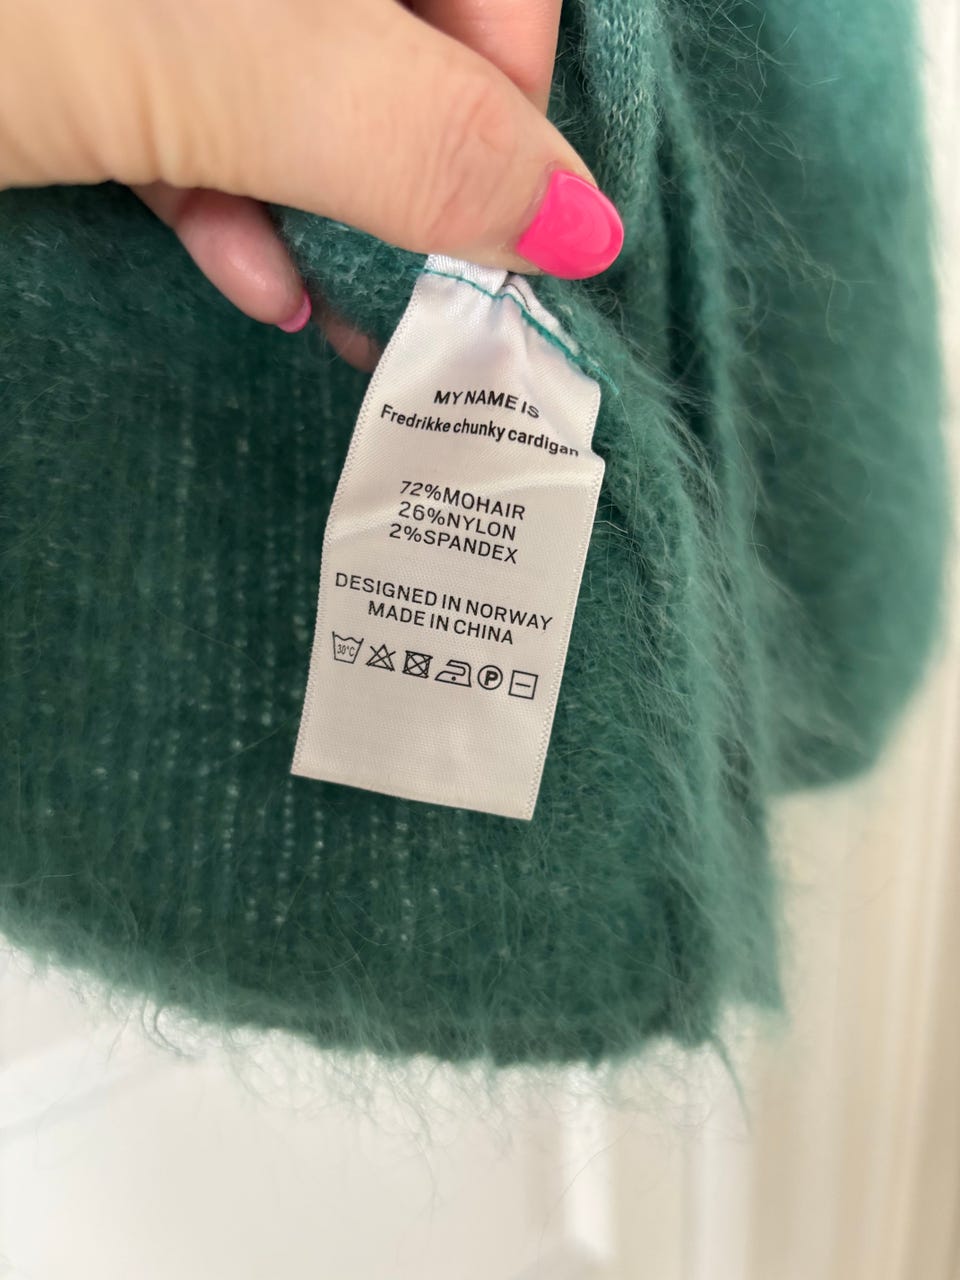 MY NAME IS
Fredrikke chunky cardigan
72%MOHAIR
26%NYLON
2%SPANDEX
DESIGNED IN NORWAY
MADE IN CHINA
30°C
P